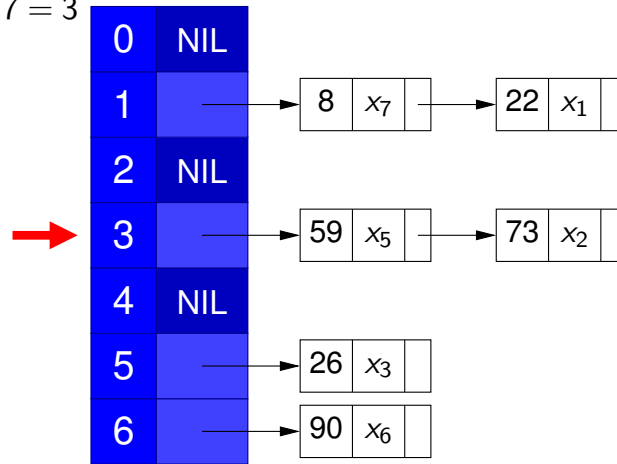 7 = 3
0 NIL
1 8 x₇ 22 x₁
2 NIL
3 59 x₅ 73 x₂
4 NIL
5 26 x₃
6 90 x₆